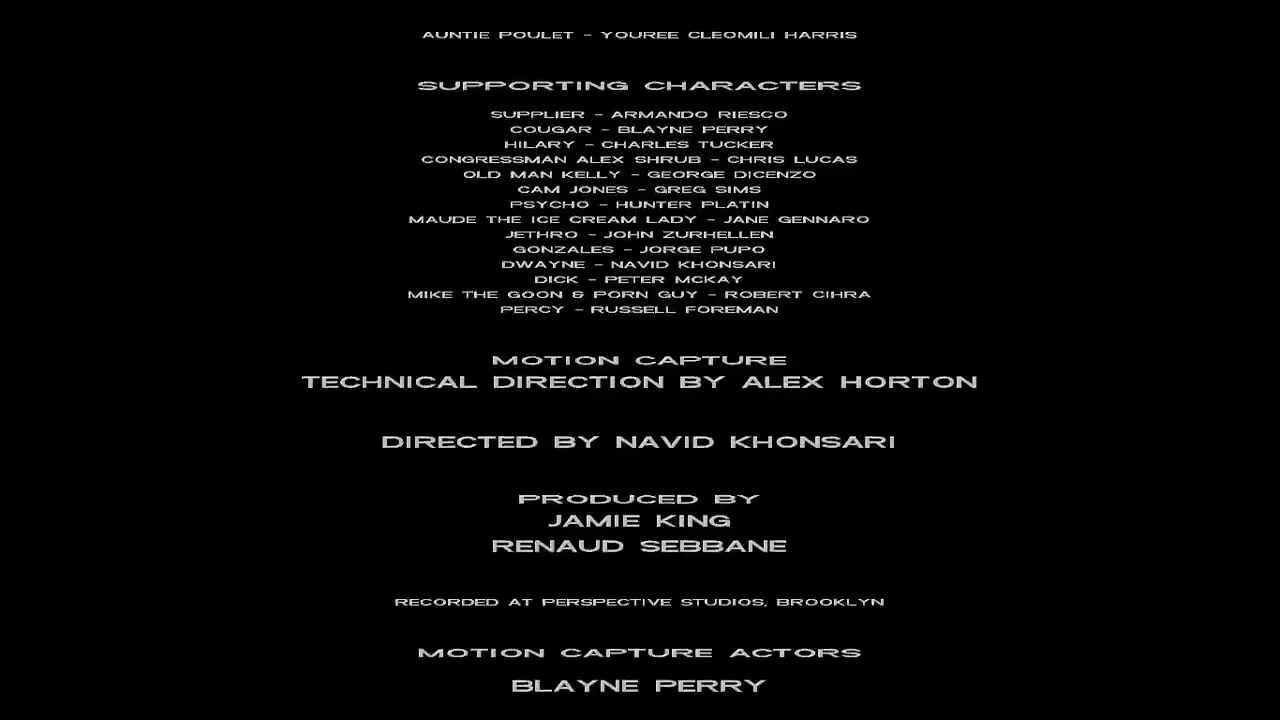 AUNTIE POULET - YOUREE CLEOMILI HARRIS
SUPPORTING CHARACTERS
SUPPLIER - ARMANDO RIESCO
COUGAR - BLAYNE PERRY
HILARY - CHARLES TUCKER
CONGRESSMAN ALEX SHRUB - CHRIS LUCAS
OLD MAN KELLY - GEORGE DICENZO
CAM JONES - GREG SIMS
PSYCHO - HUNTER PLATIN
MAUDE THE ICE CREAM LADY - JANE GENNARO
JETHRO - JOHN ZURHELLEN
GONZALES - JORGE PUPO
DWAYNE - NAVID KHONSARI
DICK - PETER MCKAY
MIKE THE GOON & PORN GUY - ROBERT CIHRA
PERCY - RUSSELL FOREMAN
MOTION CAPTURE
TECHNICAL DIRECTION BY ALEX HORTON
DIRECTED BY NAVID KHONSARI
PRODUCED BY
JAMIE KING
RENAUD SEBBANE
RECORDED AT PERSPECTIVE STUDIOS, BROOKLYN
MOTION CAPTURE ACTORS
BLAYNE PERRY